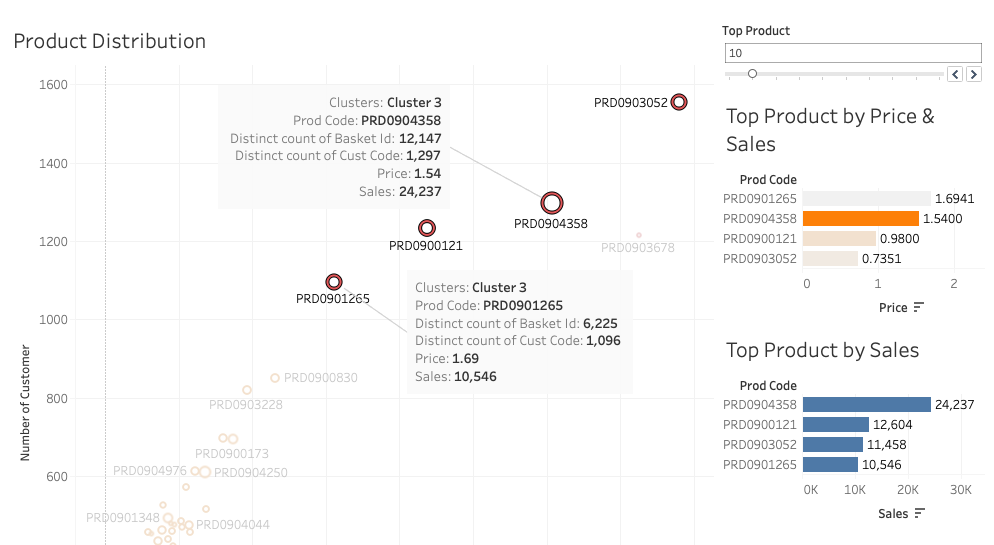 Product Distribution
1600
1400
1200
1000
800
600
Number of Customer
Clusters: Cluster 3
Prod Code: PRD0904358
Distinct count of Basket Id: 12,147
Distinct count of Cust Code: 1,297
Price: 1.54
Sales: 24,237
PRD0903052
PRD0904358
PRD0900121
PRD0903678
PRD0901265
Clusters: Cluster 3
Prod Code: PRD0901265
Distinct count of Basket Id: 6,225
Distinct count of Cust Code: 1,096
Price: 1.69
Sales: 10,546
PRD0900830
PRD0903228
PRD0900173
PRD0904976
PRD0904250
PRD0901348
PRD0904044
Top Product
10
Top Product by Price &
Sales
Prod Code
PRD0901265 1.6941
PRD0904358 1.5400
PRD0900121 0.9800
PRD0903052 0.7351
0 1 2
Price
Top Product by Sales
Prod Code
PRD0904358 24,237
PRD0900121 12,604
PRD0903052 11,458
PRD0901265 10,546
0K 10K 20K 30K
Sales